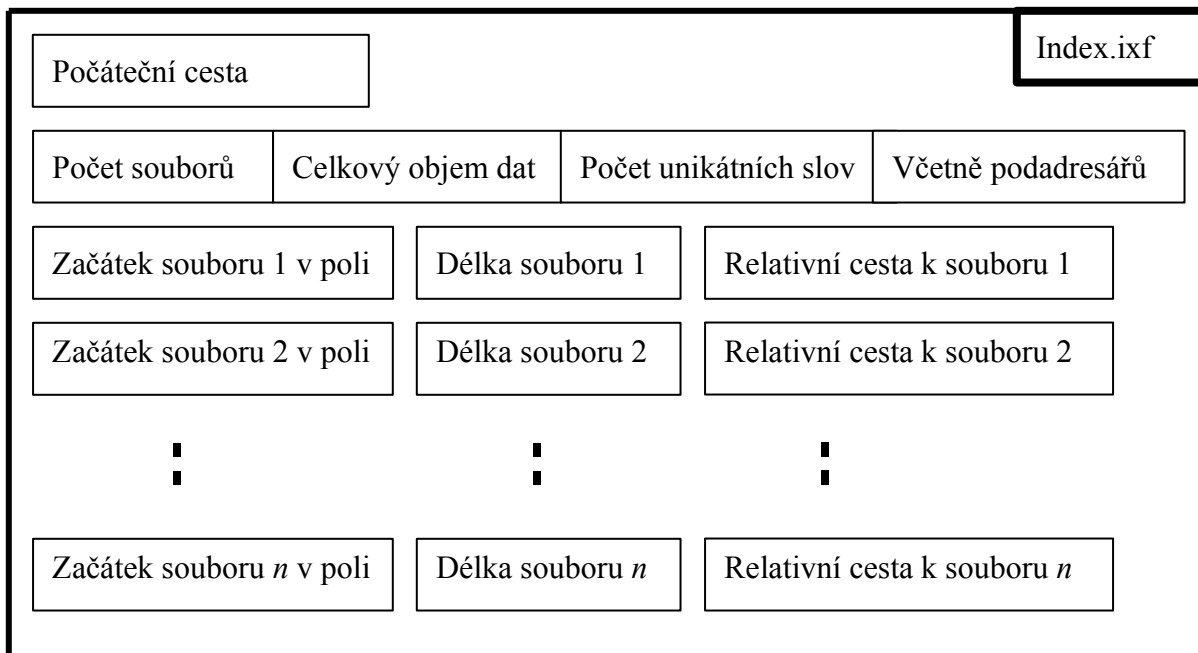 Index.ixf
Počáteční cesta
Počet souborů Celkový objem dat Počet unikátních slov Včetně podadresářů
Začátek souboru 1 v poli Délka souboru 1 Relativní cesta k souboru 1
Začátek souboru 2 v poli Délka souboru 2 Relativní cesta k souboru 2
Začátek souboru n v poli Délka souboru n Relativní cesta k souboru n